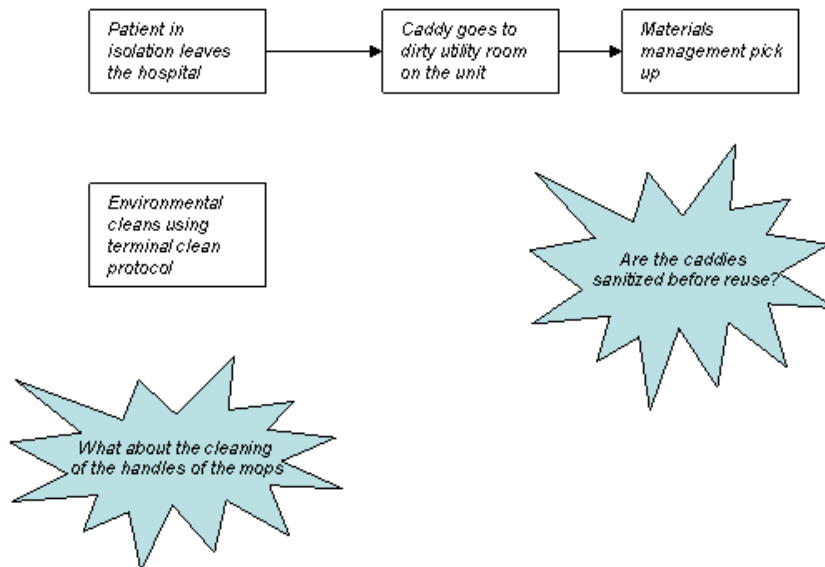 Patient in
isolation leaves
the hospital
Caddy goes to
dirty utility room
on the unit
Materials
management pick
up
Environmental
cleans using
terminal clean
protocol
Are the caddies
sanitized before reuse?
What about the cleaning
of the handles of the mops